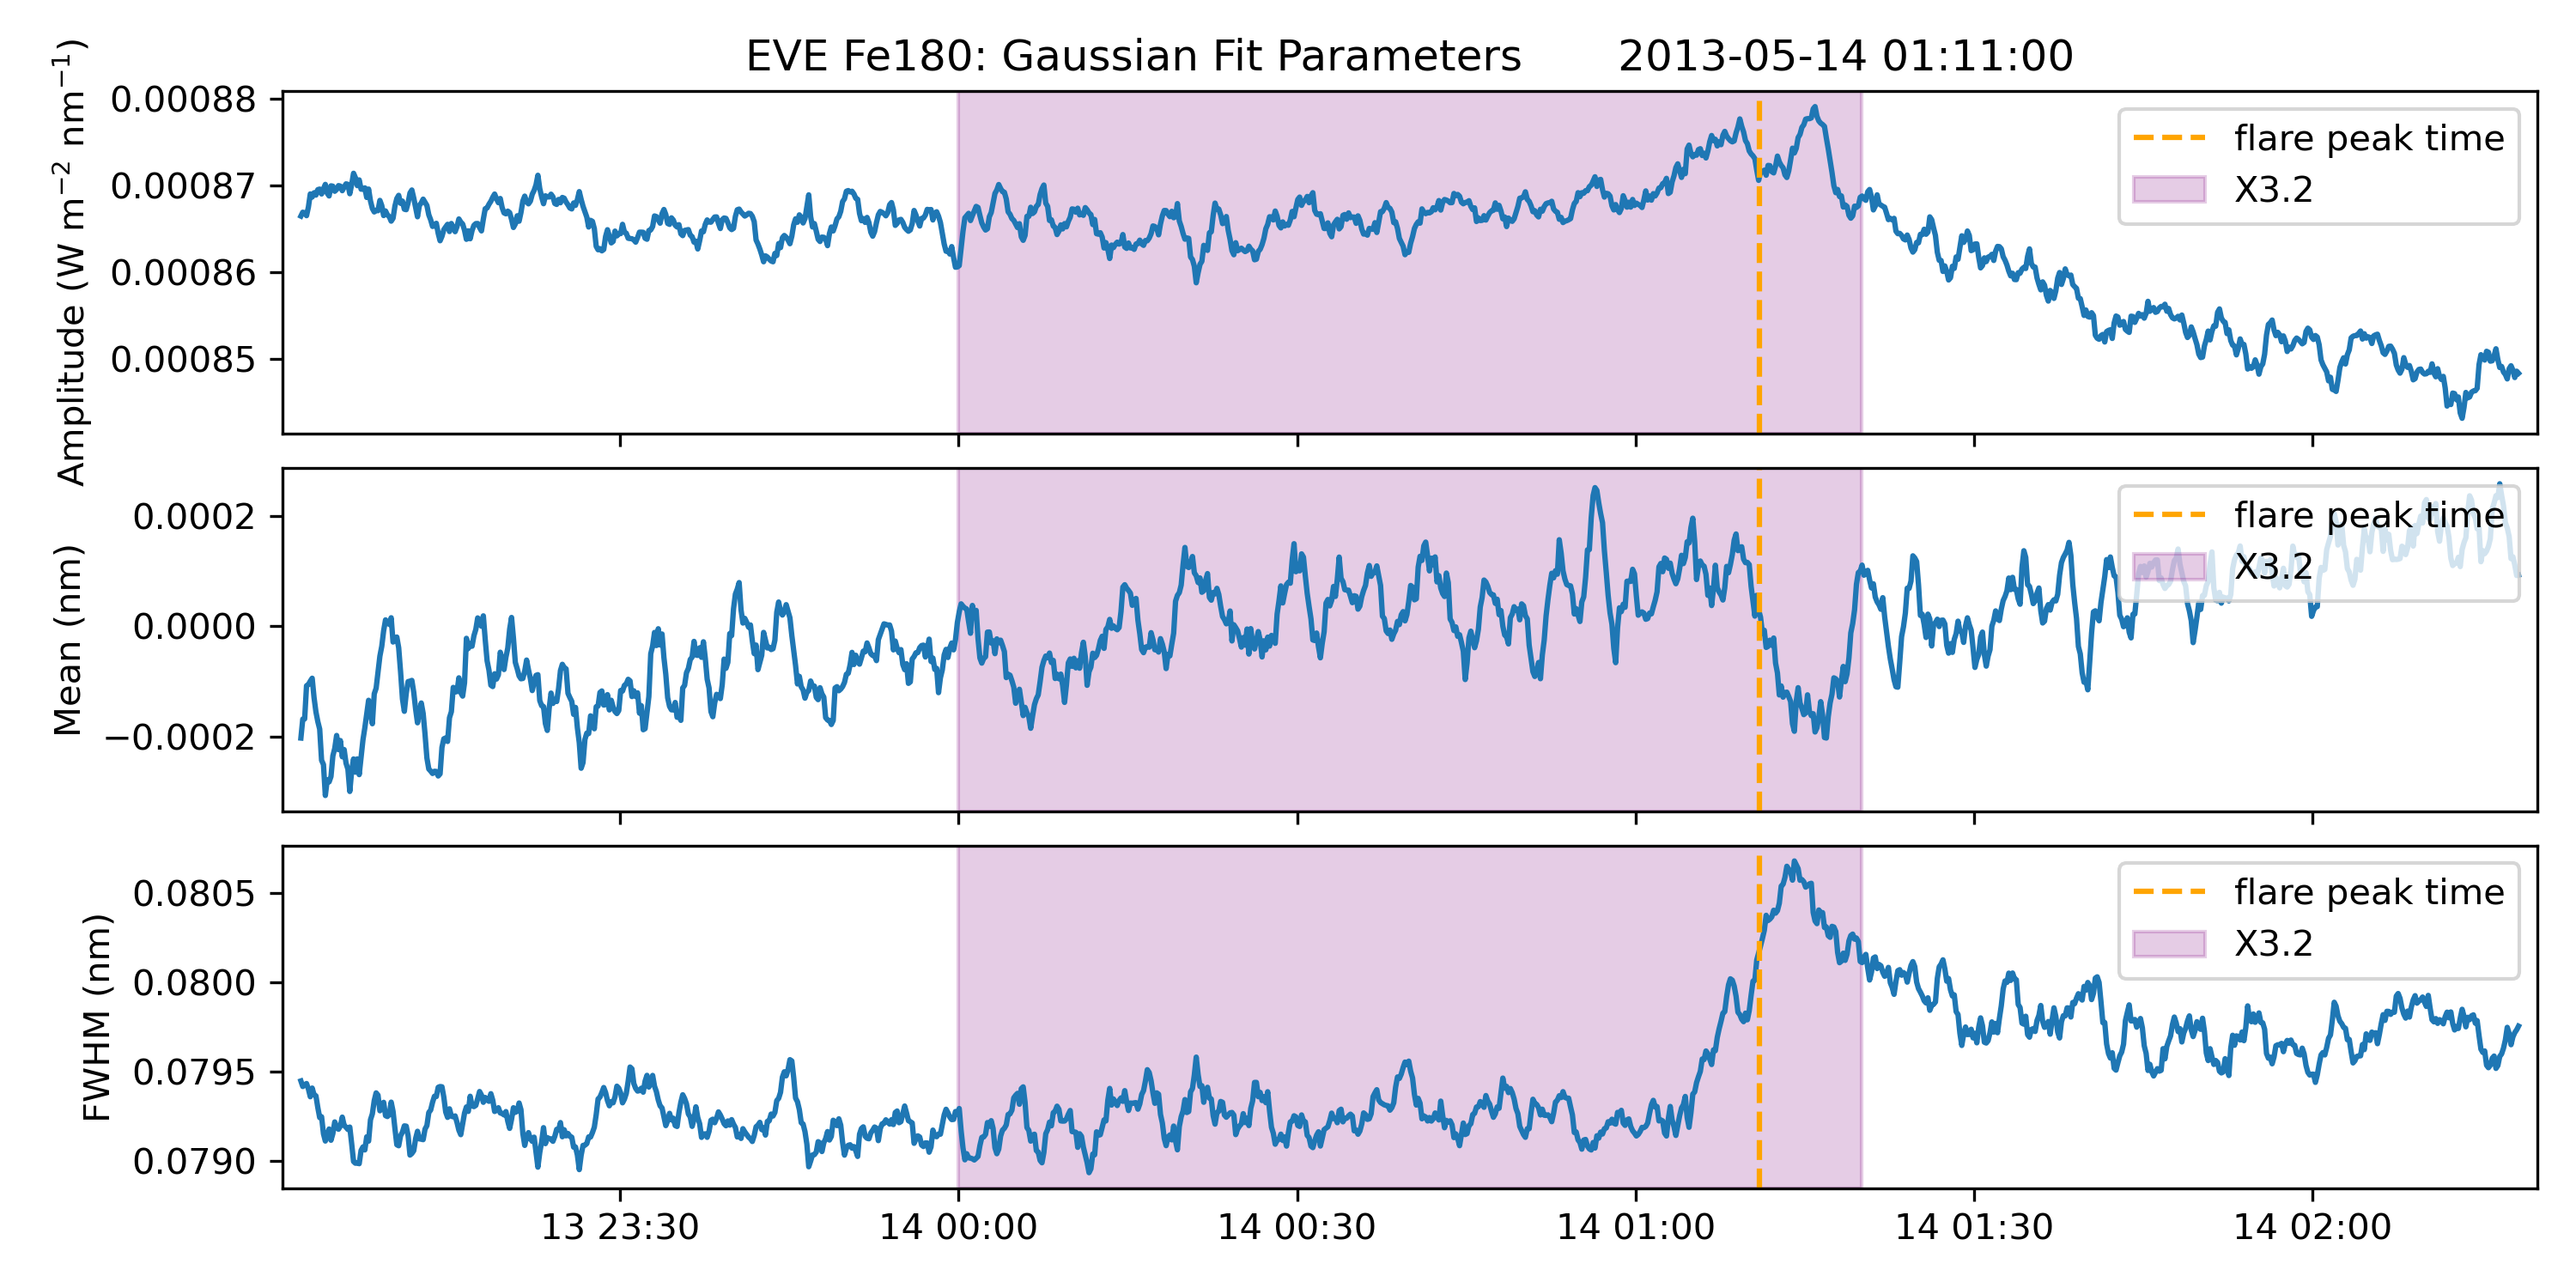 EVE Fe180: Gaussian Fit Parameters 2013-05-14 01:11:00
Amplitude (W m⁻² nm⁻¹)
0.00088
0.00087
0.00086
0.00085
flare peak time
X3.2
Mean (nm)
0.0002
0.0000
−0.0002
flare peak time
X3.2
FWHM (nm)
0.0805
0.0800
0.0795
0.0790
flare peak time
X3.2
13 23:30 14 00:00 14 00:30 14 01:00 14 01:30 14 02:00